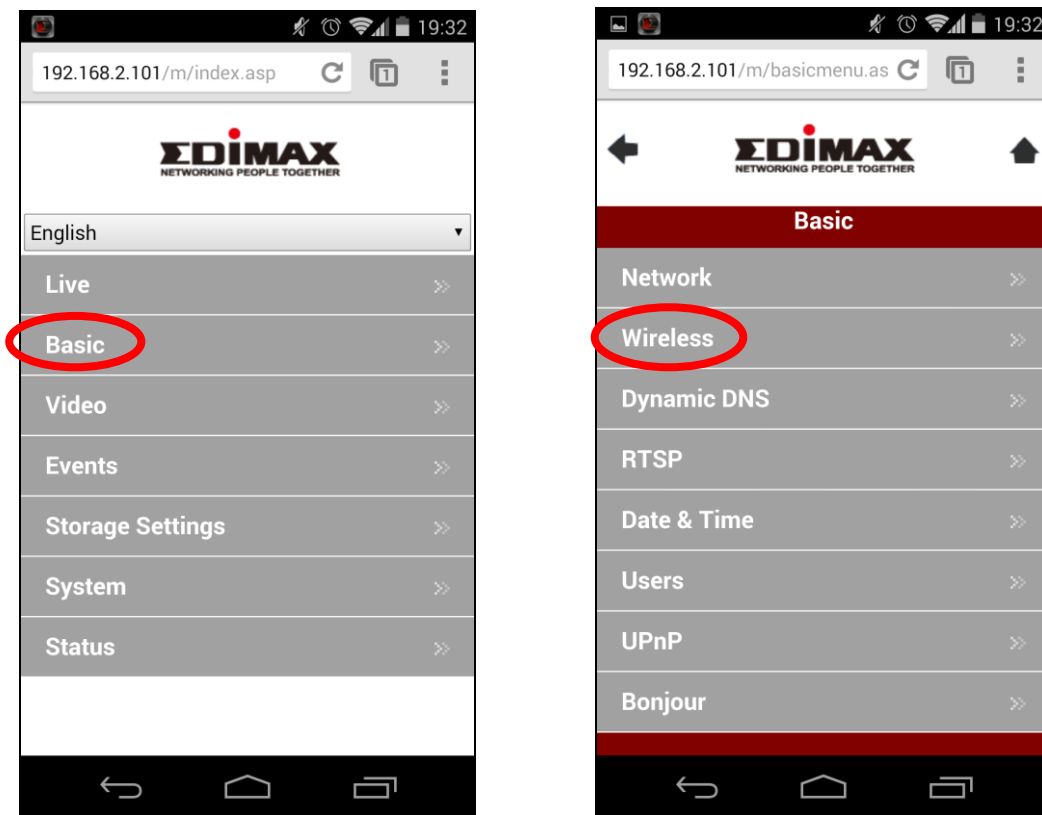 19:32
192.168.2.101/m/index.asp
1
EDIMAX
NETWORKING PEOPLE TOGETHER
English
Live
Basic
Video
Events
Storage Settings
System
Status
19:32
192.168.2.101/m/basicmenu.as
1
EDIMAX
NETWORKING PEOPLE TOGETHER
Basic
Network
Wireless
Dynamic DNS
RTSP
Date & Time
Users
UPnP
Bonjour